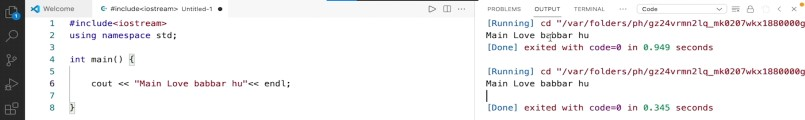 Welcome
#include<iostream> Untitled-1
1 #include<iostream>
2 using namespace std;
3
4 int main() {
5
6 cout << "Main Love babbar hu"<< endl;
7
8 }
PROBLEMS OUTPUT TERMINAL ... Code
[Running] cd "/var/folders/ph/gz24vrmn2lq_mk0207wkx1880000g
Main Love babbar hu
[Done] exited with code=0 in 0.949 seconds
[Running] cd "/var/folders/ph/gz24vrmn2lq_mk0207wkx1880000g
Main Love babbar hu
[Done] exited with code=0 in 0.345 seconds